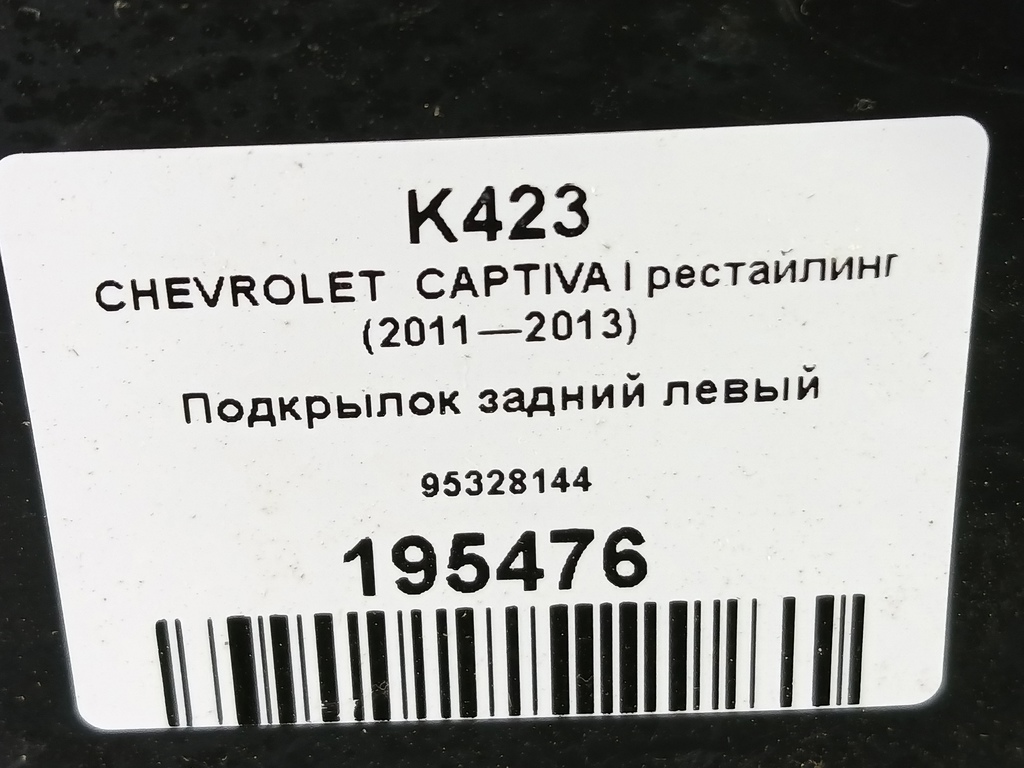 K423
CHEVROLET CAPTIVA I рестайлинг
(2011—2013)
Подкрылок задний левый
95328144
195476